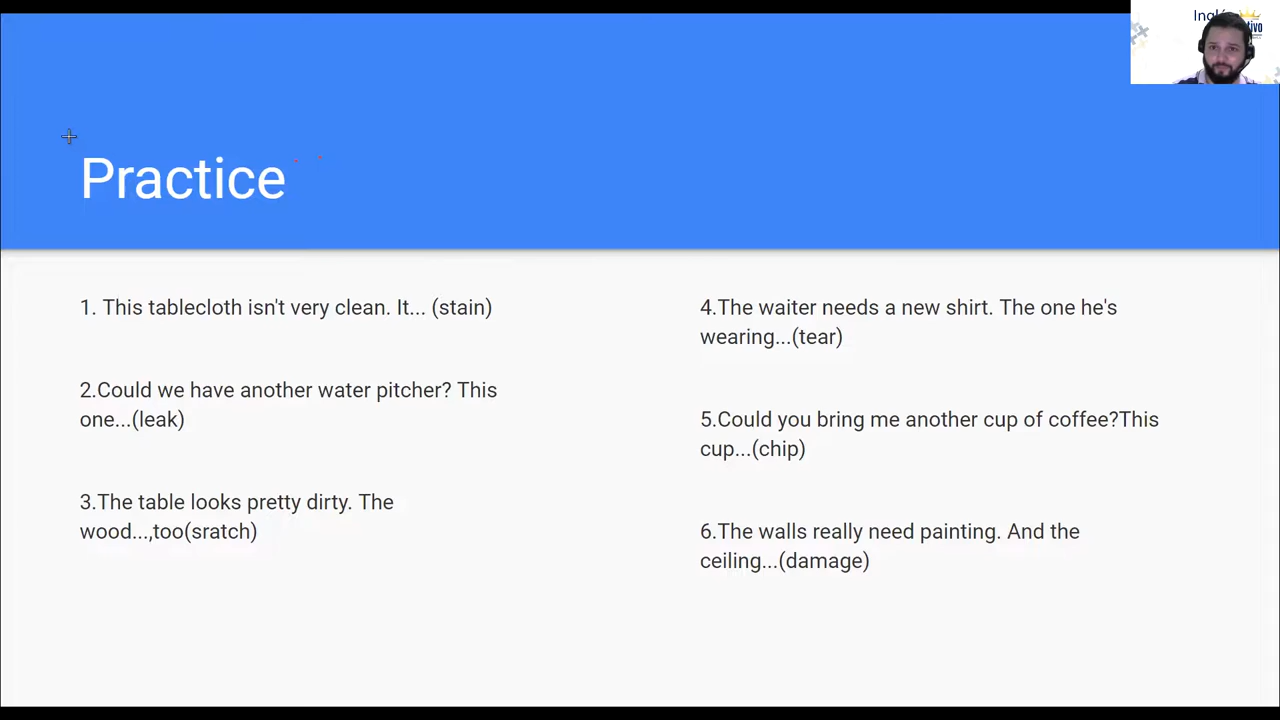 Practice
1. This tablecloth isn't very clean. It... (stain)
2.Could we have another water pitcher? This
one...(leak)
3.The table looks pretty dirty. The
wood...,too(sratch)
4.The waiter needs a new shirt. The one he's
wearing...(tear)
5.Could you bring me another cup of coffee?This
cup...(chip)
6.The walls really need painting. And the
ceiling...(damage)